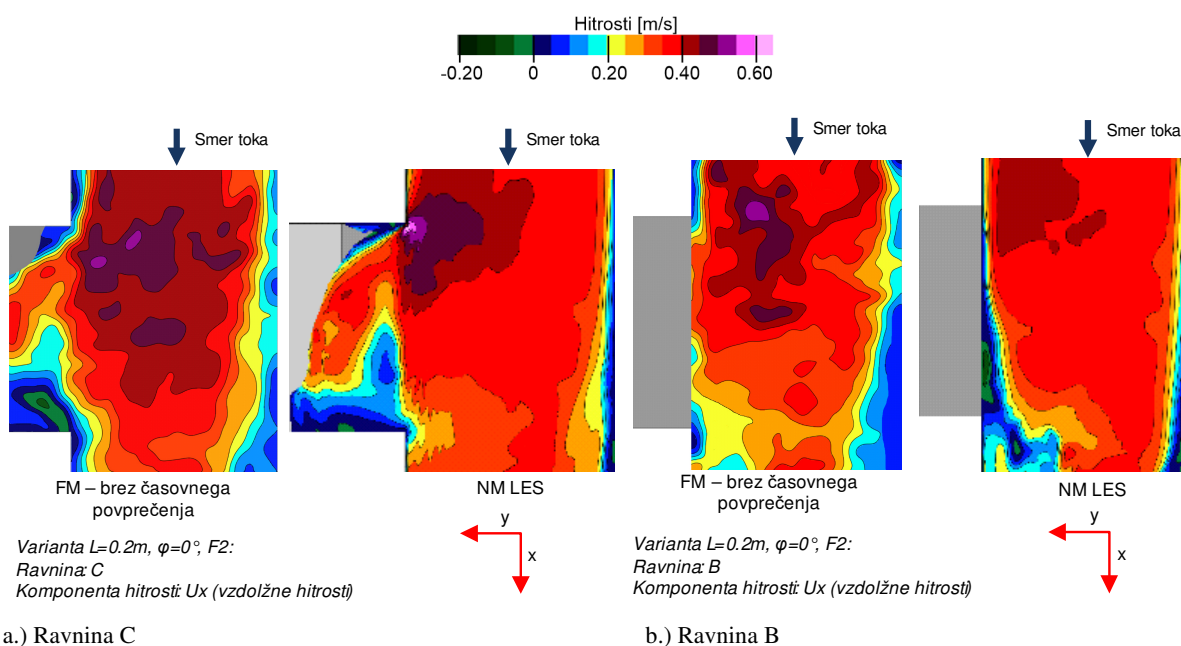 Hitrosti [m/s]
-0.20 0 0.20 0.40 0.60
Smer toka
Smer toka
Smer toka
Smer toka
FM – brez časovnega
povprečenja
NM LES
y
x
Varianta L=0.2m, φ=0°, F2:
Ravnina: C
Komponenta hitrosti: Ux (vzdolžne hitrosti)
FM – brez časovnega
povprečenja
NM LES
y
x
Varianta L=0.2m, φ=0°, F2:
Ravnina: B
Komponenta hitrosti: Ux (vzdolžne hitrosti)
a.) Ravnina C
b.) Ravnina B